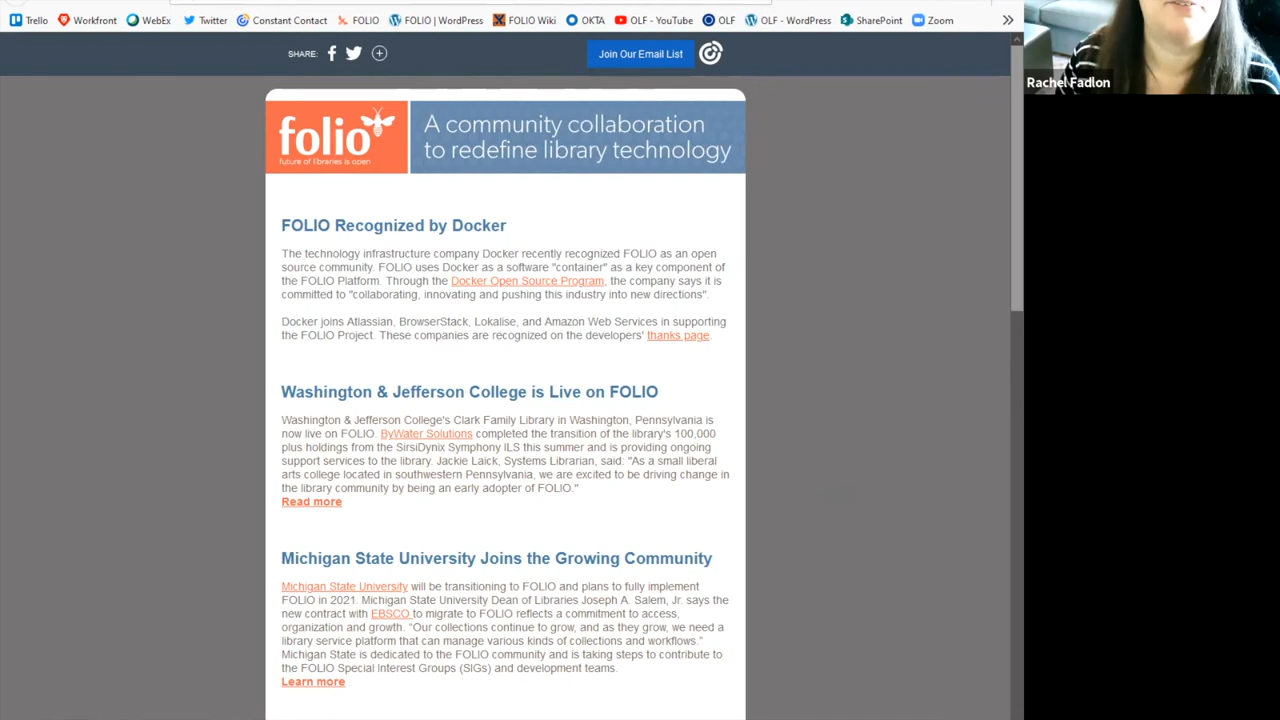 Trello Workfront WebEx Twitter Constant Contact FOLIO FOLIO | WordPress FOLIO Wiki OKTA OLF - YouTube OLF OLF - WordPress SharePoint Zoom
SHARE:
Join Our Email List
Rachel Fadlon
folio
future of libraries is open
A community collaboration
to redefine library technology
FOLIO Recognized by Docker
The technology infrastructure company Docker recently recognized FOLIO as an open
source community. FOLIO uses Docker as a software "container" as a key component of
the FOLIO Platform. Through the Docker Open Source Program, the company says it is
committed to "collaborating, innovating and pushing this industry into new directions".
Docker joins Atlassian, BrowserStack, Lokalise, and Amazon Web Services in supporting
the FOLIO Project. These companies are recognized on the developers' thanks page.
Washington & Jefferson College is Live on FOLIO
Washington & Jefferson College's Clark Family Library in Washington, Pennsylvania is
now live on FOLIO. ByWater Solutions completed the transition of the library's 100,000
plus holdings from the SirsiDynix Symphony ILS this summer and is providing ongoing
support services to the library. Jackie Laick, Systems Librarian, said: "As a small liberal
arts college located in southwestern Pennsylvania, we are excited to be driving change in
the library community by being an early adopter of FOLIO."
Read more
Michigan State University Joins the Growing Community
Michigan State University will be transitioning to FOLIO and plans to fully implement
FOLIO in 2021. Michigan State University Dean of Libraries Joseph A. Salem, Jr. says the
new contract with EBSCO to migrate to FOLIO reflects a commitment to access,
organization and growth. "Our collections continue to grow, and as they grow, we need a
library service platform that can manage various kinds of collections and workflows."
Michigan State is dedicated to the FOLIO community and is taking steps to contribute to
the FOLIO Special Interest Groups (SIGs) and development teams.
Learn more